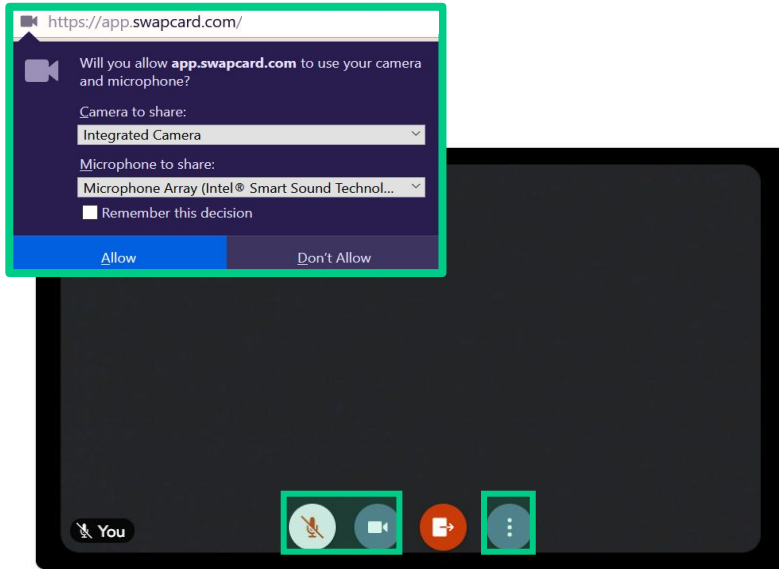 https://app.swapcard.com/
Will you allow app.swapcard.com to use your camera
and microphone?
Camera to share:
Integrated Camera
Microphone to share:
Microphone Array (Intel® Smart Sound Technol...
Remember this decision
Allow
Don't Allow
You